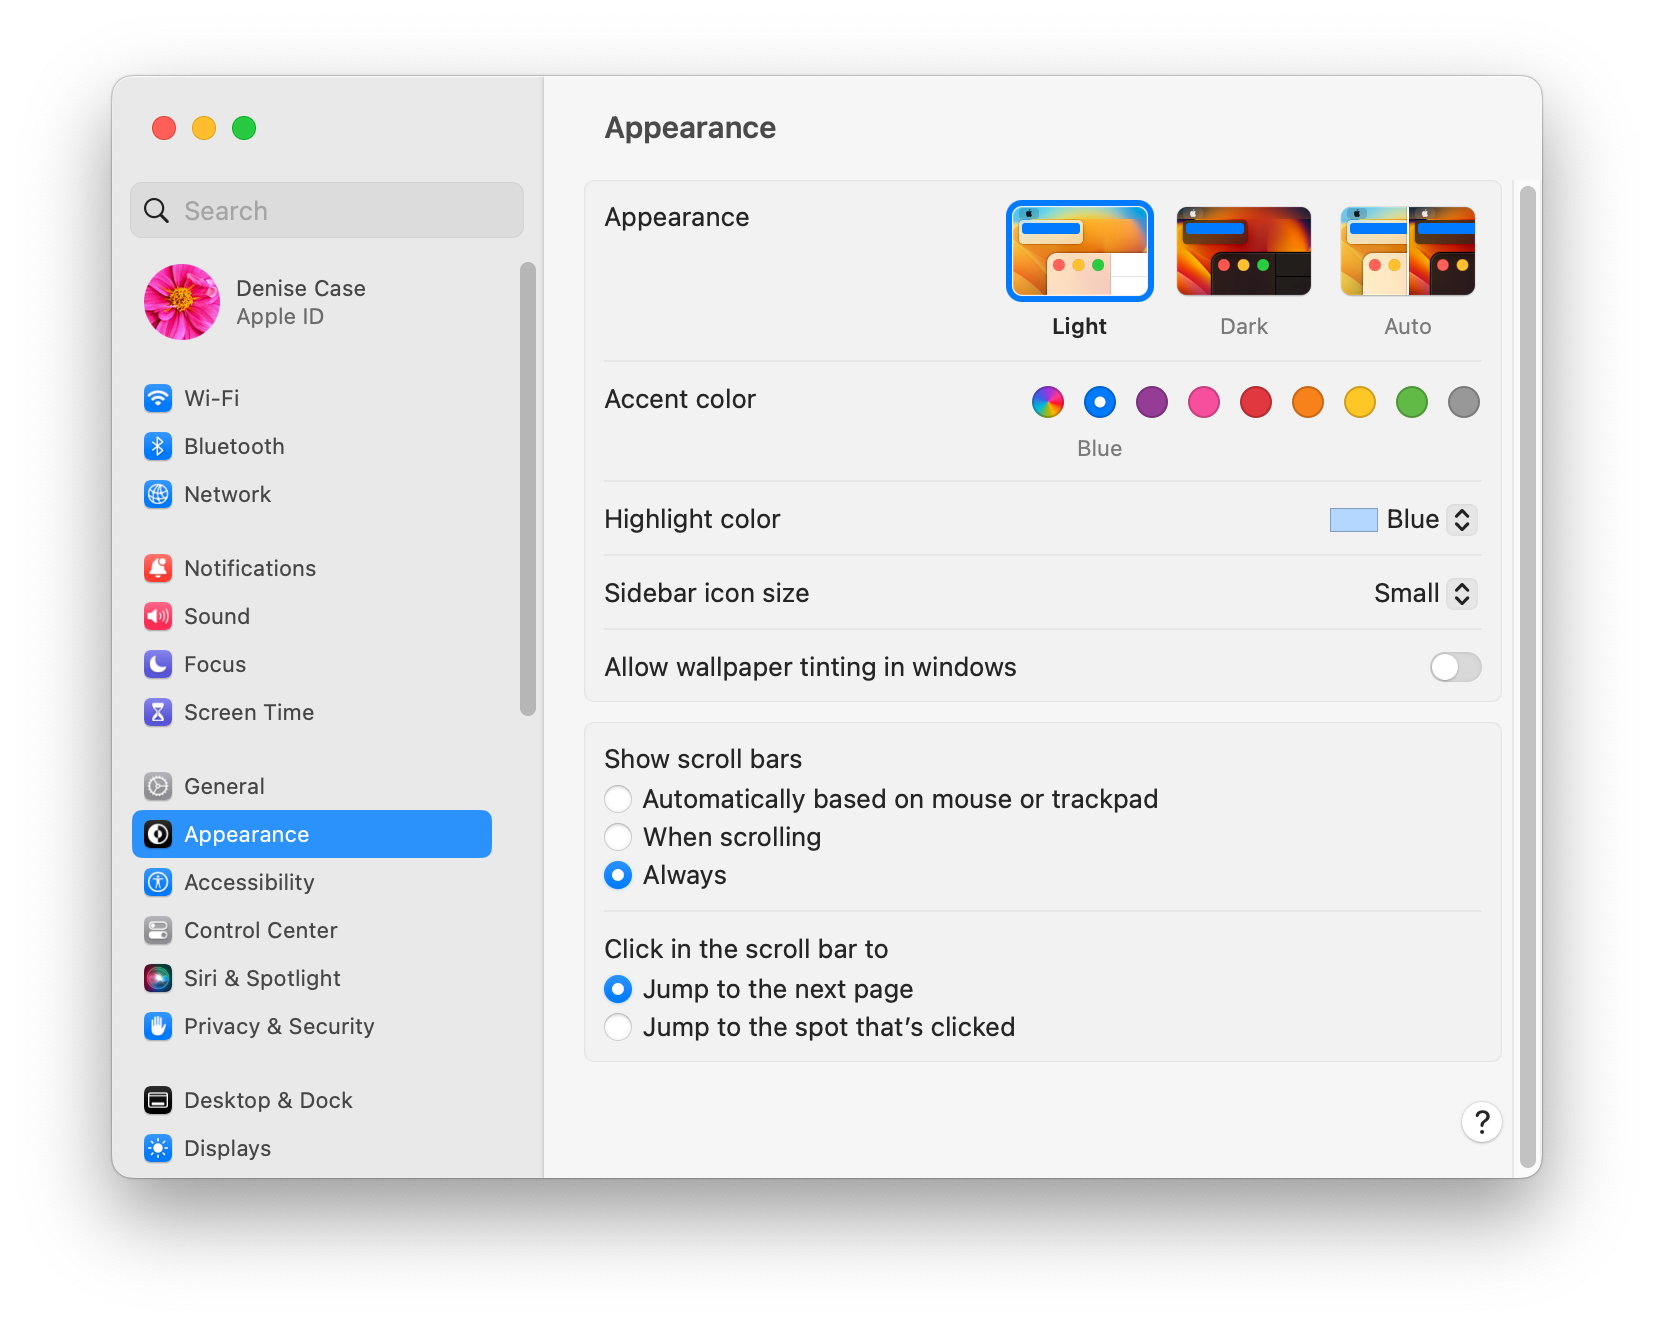 Search
Denise Case
Apple ID
Wi-Fi
Bluetooth
Network
Notifications
Sound
Focus
Screen Time
General
Appearance
Accessibility
Control Center
Siri & Spotlight
Privacy & Security
Desktop & Dock
Displays
Appearance
Appearance
Light
Dark
Auto
Accent color
Blue
Highlight color
Blue
Sidebar icon size
Small
Allow wallpaper tinting in windows
Show scroll bars
Automatically based on mouse or trackpad
When scrolling
Always
Click in the scroll bar to
Jump to the next page
Jump to the spot that’s clicked
?